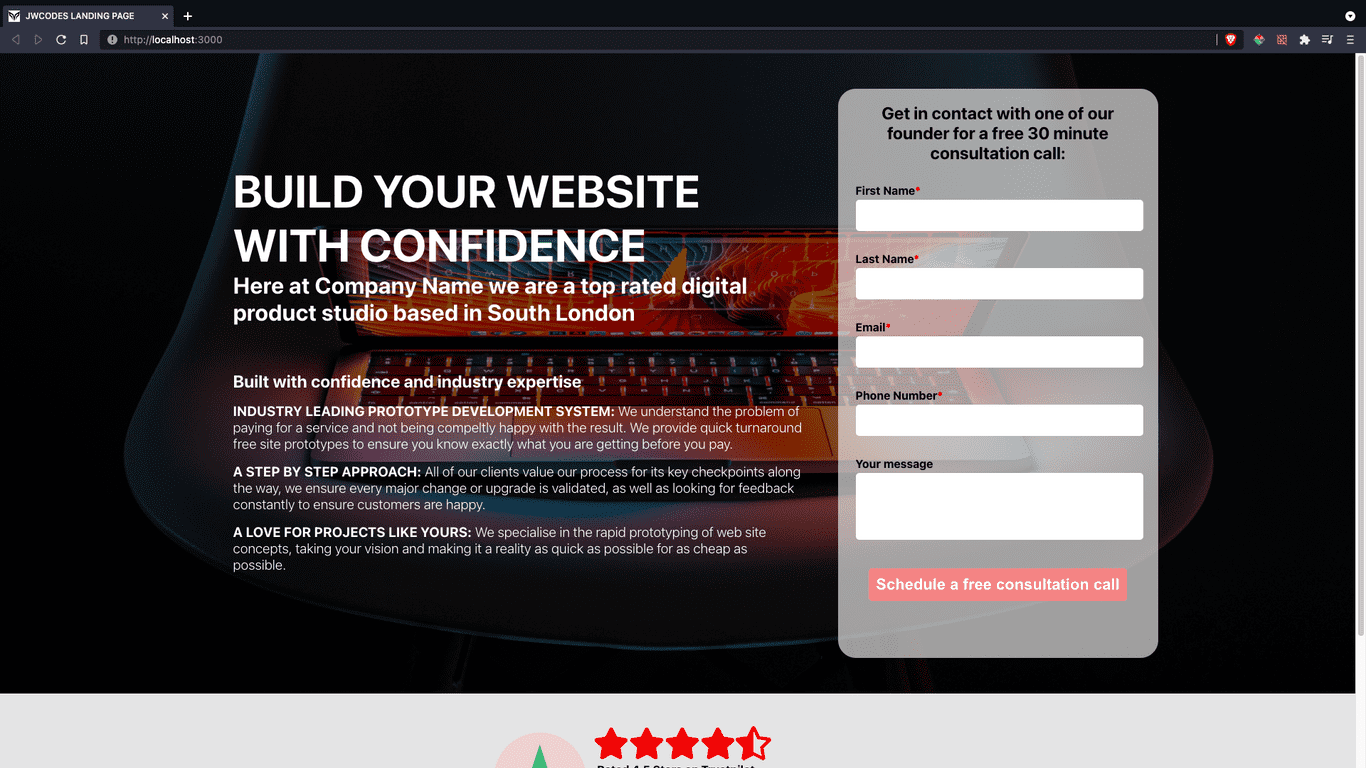 JWCODES LANDING PAGE
http://localhost:3000
BUILD YOUR WEBSITE
WITH CONFIDENCE
Here at Company Name we are a top rated digital
product studio based in South London
Built with confidence and industry expertise
INDUSTRY LEADING PROTOTYPE DEVELOPMENT SYSTEM: We understand the problem of
paying for a service and not being compeltly happy with the result. We provide quick turnaround
free site prototypes to ensure you know exactly what you are getting before you pay.
A STEP BY STEP APPROACH: All of our clients value our process for its key checkpoints along
the way, we ensure every major change or upgrade is validated, as well as looking for feedback
constantly to ensure customers are happy.
A LOVE FOR PROJECTS LIKE YOURS: We specialise in the rapid prototyping of web site
concepts, taking your vision and making it a reality as quick as possible for as cheap as
possible.
Get in contact with one of our
founder for a free 30 minute
consultation call:
First Name*
Last Name*
Email*
Phone Number*
Your message
Schedule a free consultation call
Rated 4.5 Stars on Trustpilot